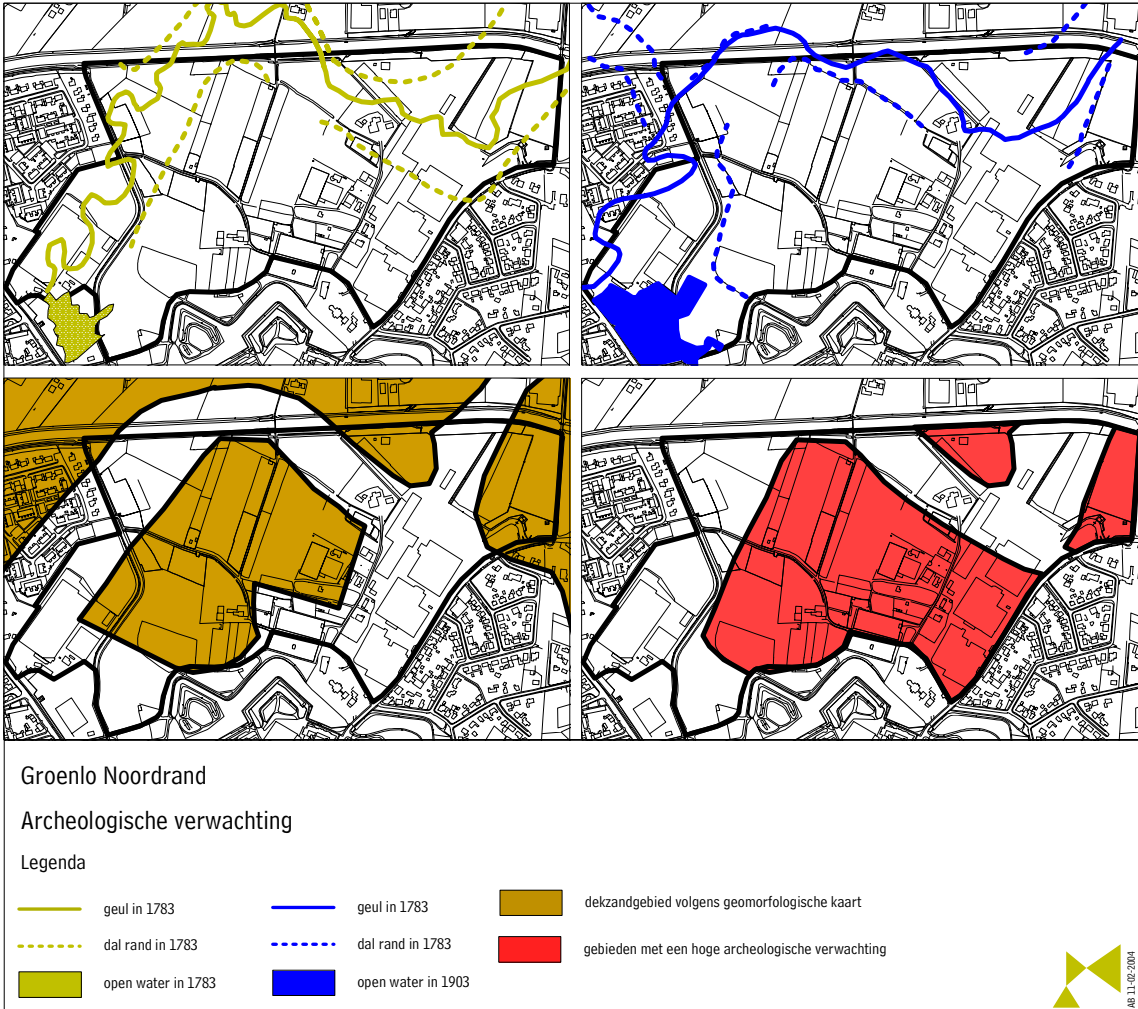 Groenlo Noordrand
Archeologische verwachting
Legenda
geul in 1783
dal rand in 1783
open water in 1783
geul in 1783
dal rand in 1783
open water in 1903
dekzandgebied volgens geomorfologische kaart
gebieden met een hoge archeologische verwachting
AB 11-02-2004